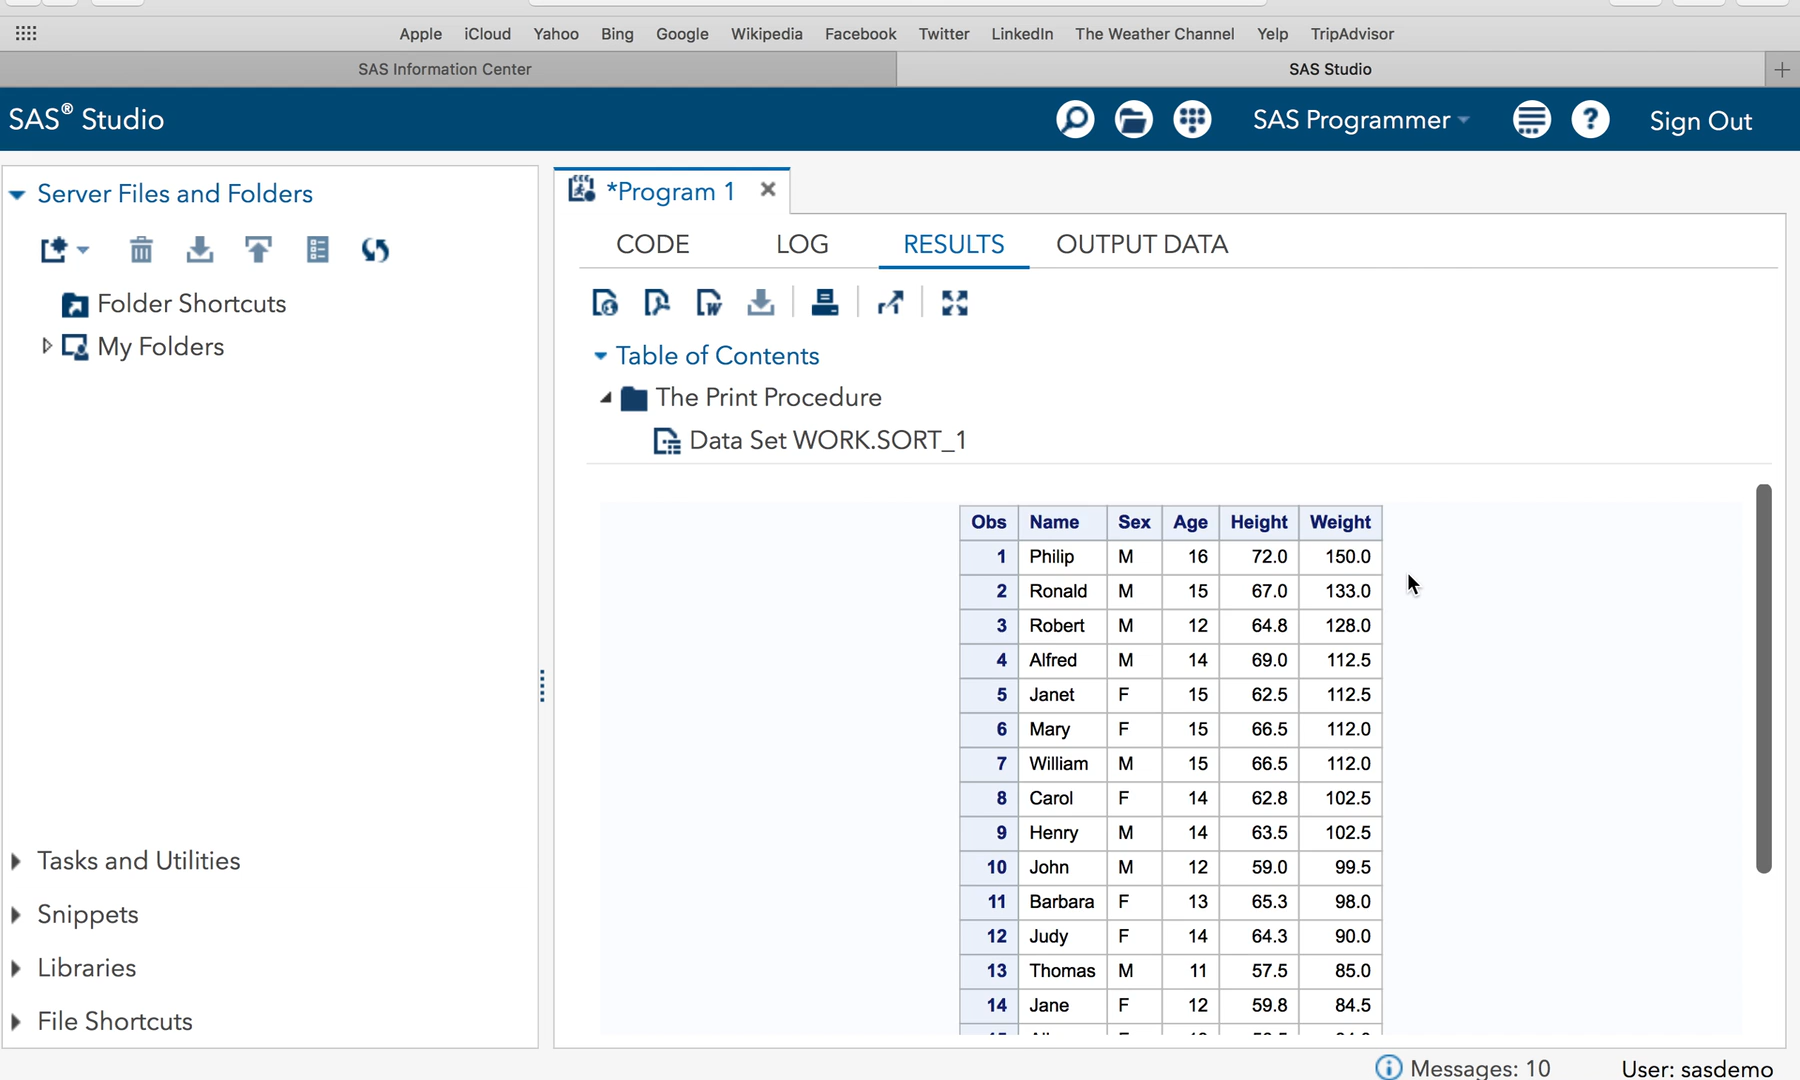 Apple iCloud Yahoo Bing Google Wikipedia Facebook Twitter LinkedIn The Weather Channel Yelp TripAdvisor
SAS Information Center SAS Studio
SAS® Studio SAS Programmer ? Sign Out
Server Files and Folders
Folder Shortcuts
My Folders
Tasks and Utilities
Snippets
Libraries
File Shortcuts
*Program 1
CODE LOG RESULTS OUTPUT DATA
Table of Contents
The Print Procedure
Data Set WORK.SORT_1
Obs Name Sex Age Height Weight
1 Philip M 16 72.0 150.0
2 Ronald M 15 67.0 133.0
3 Robert M 12 64.8 128.0
4 Alfred M 14 69.0 112.5
5 Janet F 15 62.5 112.5
6 Mary F 15 66.5 112.0
7 William M 15 66.5 112.0
8 Carol F 14 62.8 102.5
9 Henry M 14 63.5 102.5
10 John M 12 59.0 99.5
11 Barbara F 13 65.3 98.0
12 Judy F 14 64.3 90.0
13 Thomas M 11 57.5 85.0
14 Jane F 12 59.8 84.5
Messages: 10 User: sasdemo